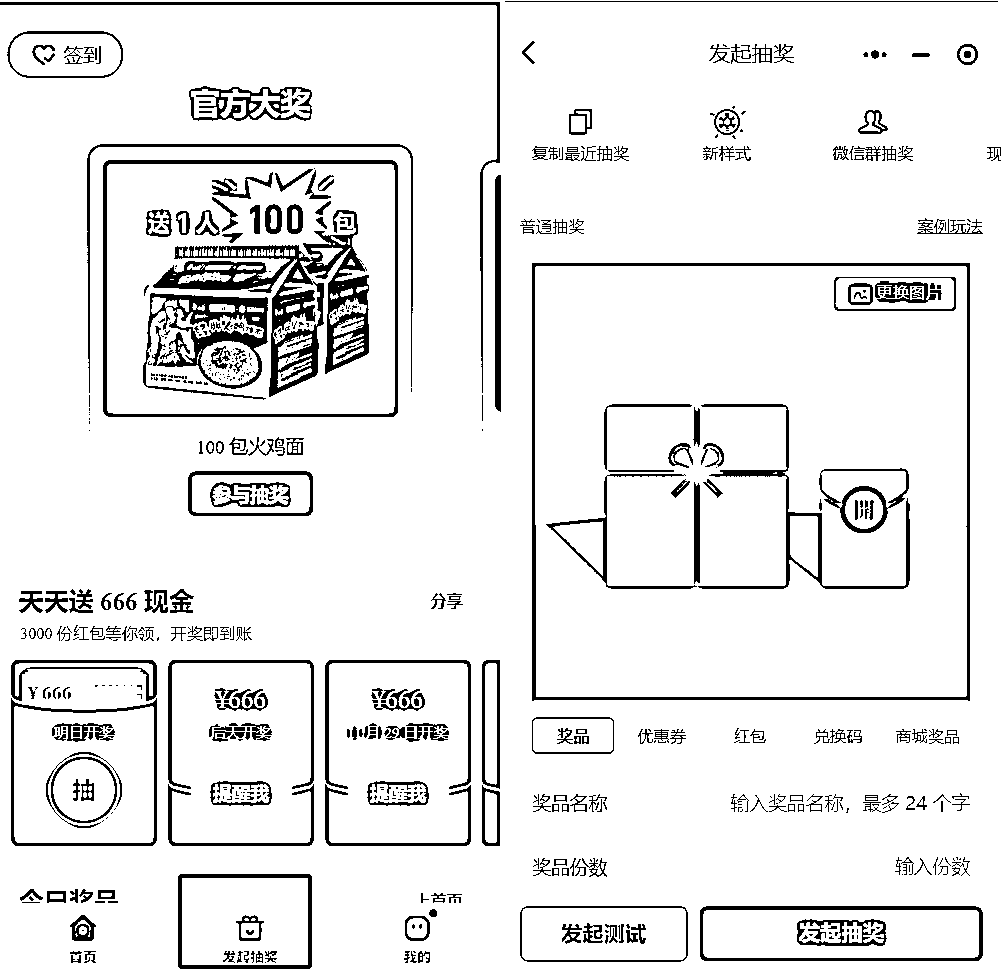 签到
官方大奖
送1人 100 包
100 包火鸡面
参与抽奖
天天送 666 现金
分享
3000 份红包等你领，开奖即到账
¥ 666
明日开奖
抽
¥666
后天开奖
提醒我
¥666
月29日开奖
提醒我
今日奖品
上首页
首页
发起抽奖
我的
发起抽奖
复制最近抽奖
新样式
微信群抽奖
现
普通抽奖
案例玩法
更换图片
開
奖品
优惠券
红包
兑换码
商城奖品
奖品名称
输入奖品名称，最多 24 个字
奖品份数
输入份数
发起测试
发起抽奖